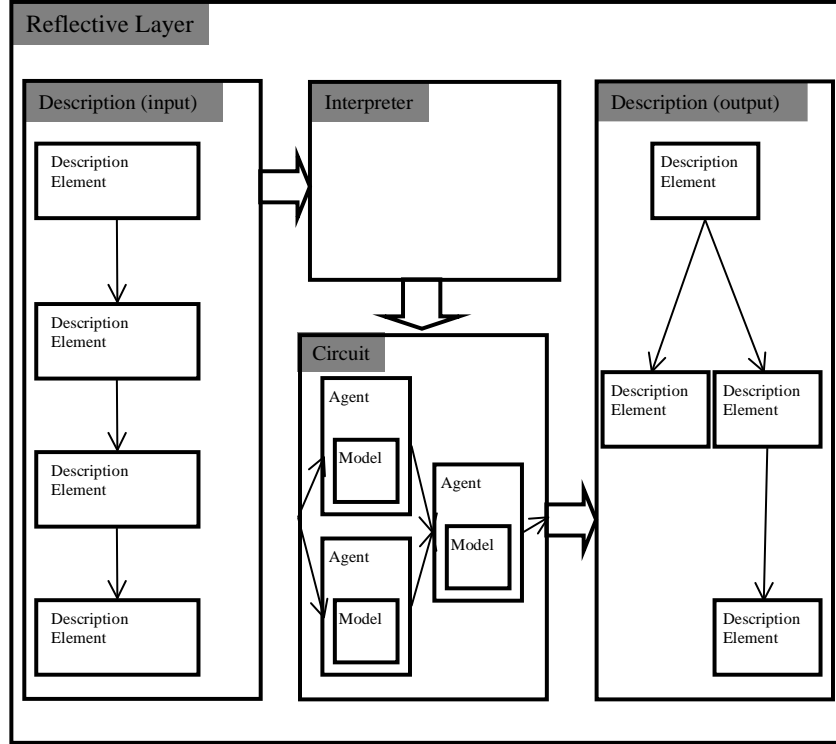 Reflective Layer
Description (input)
Description
Element
Description
Element
Description
Element
Description
Element
Interpreter
Circuit
Agent
Model
Agent
Model
Agent
Model
Description (output)
Description
Element
Description
Element
Description
Element
Description
Element